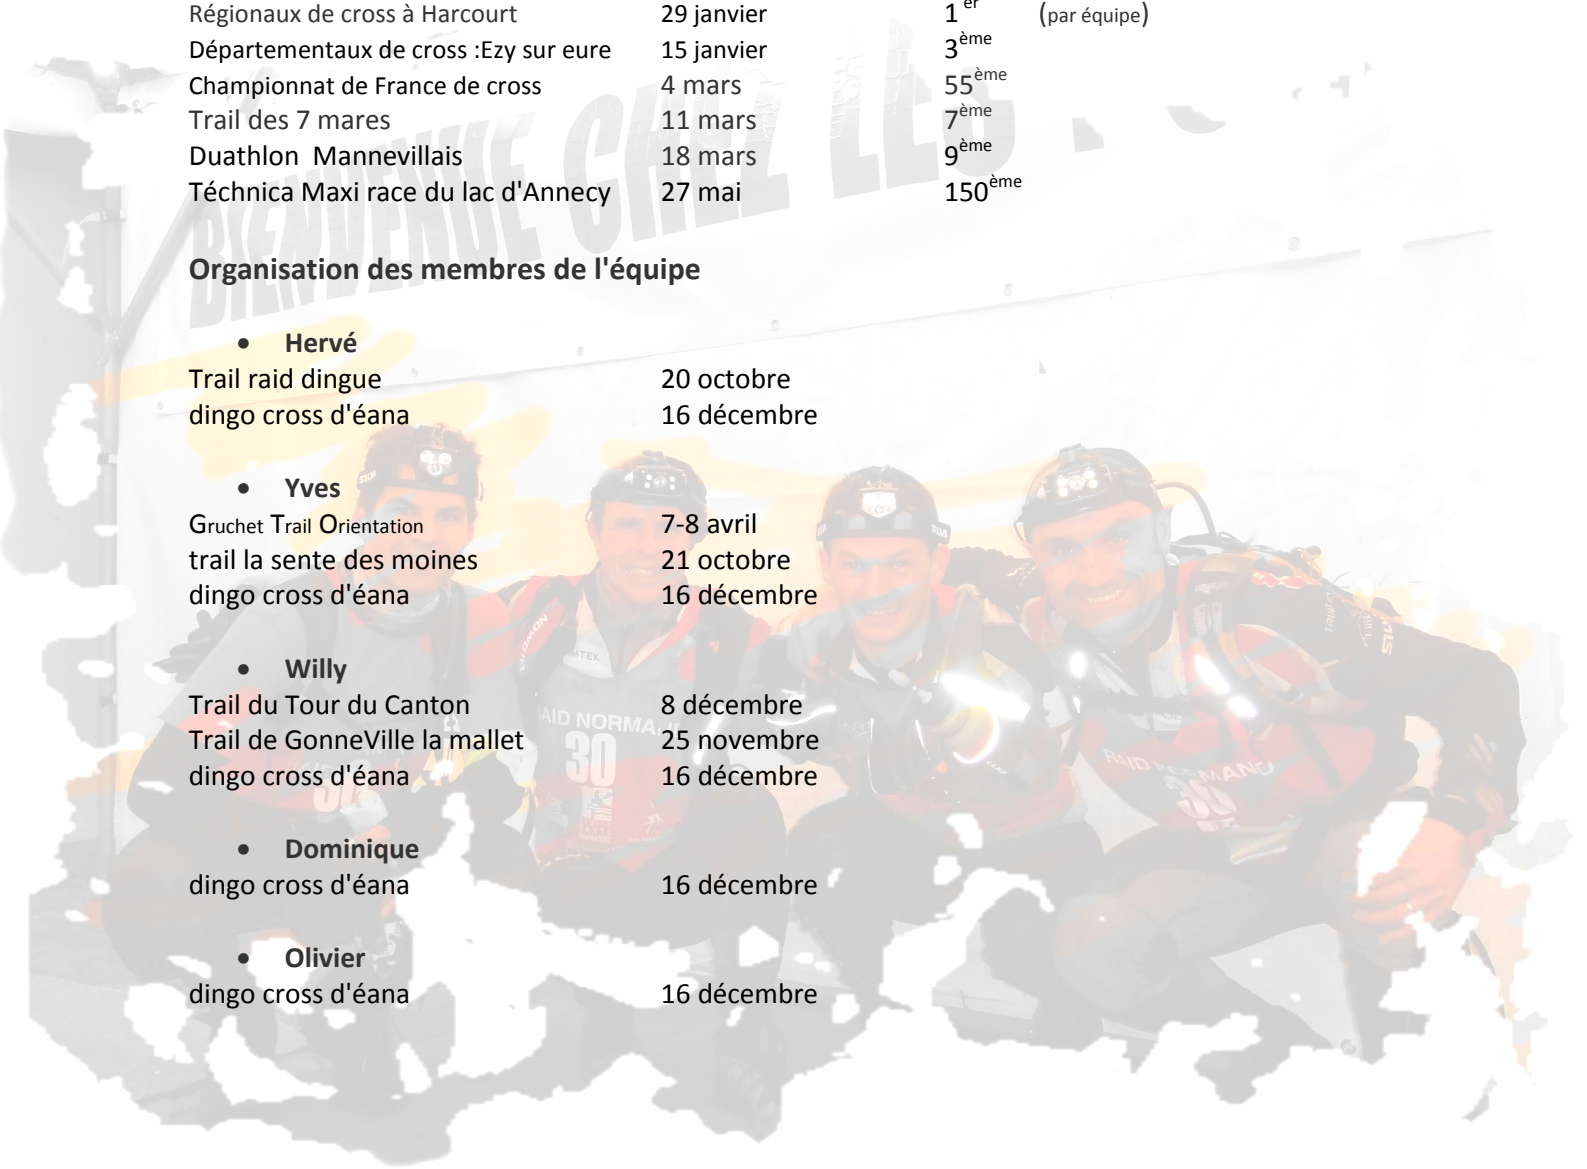 Régionaux de cross à Harcourt 29 janvier 1er (par équipe)
Départementaux de cross :Ezy sur eure 15 janvier 3ème
Championnat de France de cross 4 mars 55ème
Trail des 7 mares 11 mars 7ème
Duathlon Mannevillais 18 mars 9ème
Téchnica Maxi race du lac d'Annecy 27 mai 150ème
BIENVENUE CHEZ LES
Organisation des membres de l'équipe
• Hervé
Trail raid dingue 20 octobre
dingo cross d'éana 16 décembre
• Yves
Gruchet Trail Orientation 7-8 avril
trail la sente des moines 21 octobre
dingo cross d'éana 16 décembre
• Willy
Trail du Tour du Canton 8 décembre
Trail de GonneVille la mallet 25 novembre
dingo cross d'éana 16 décembre
• Dominique
dingo cross d'éana 16 décembre
• Olivier
dingo cross d'éana 16 décembre
SILVA
SALOMON
30